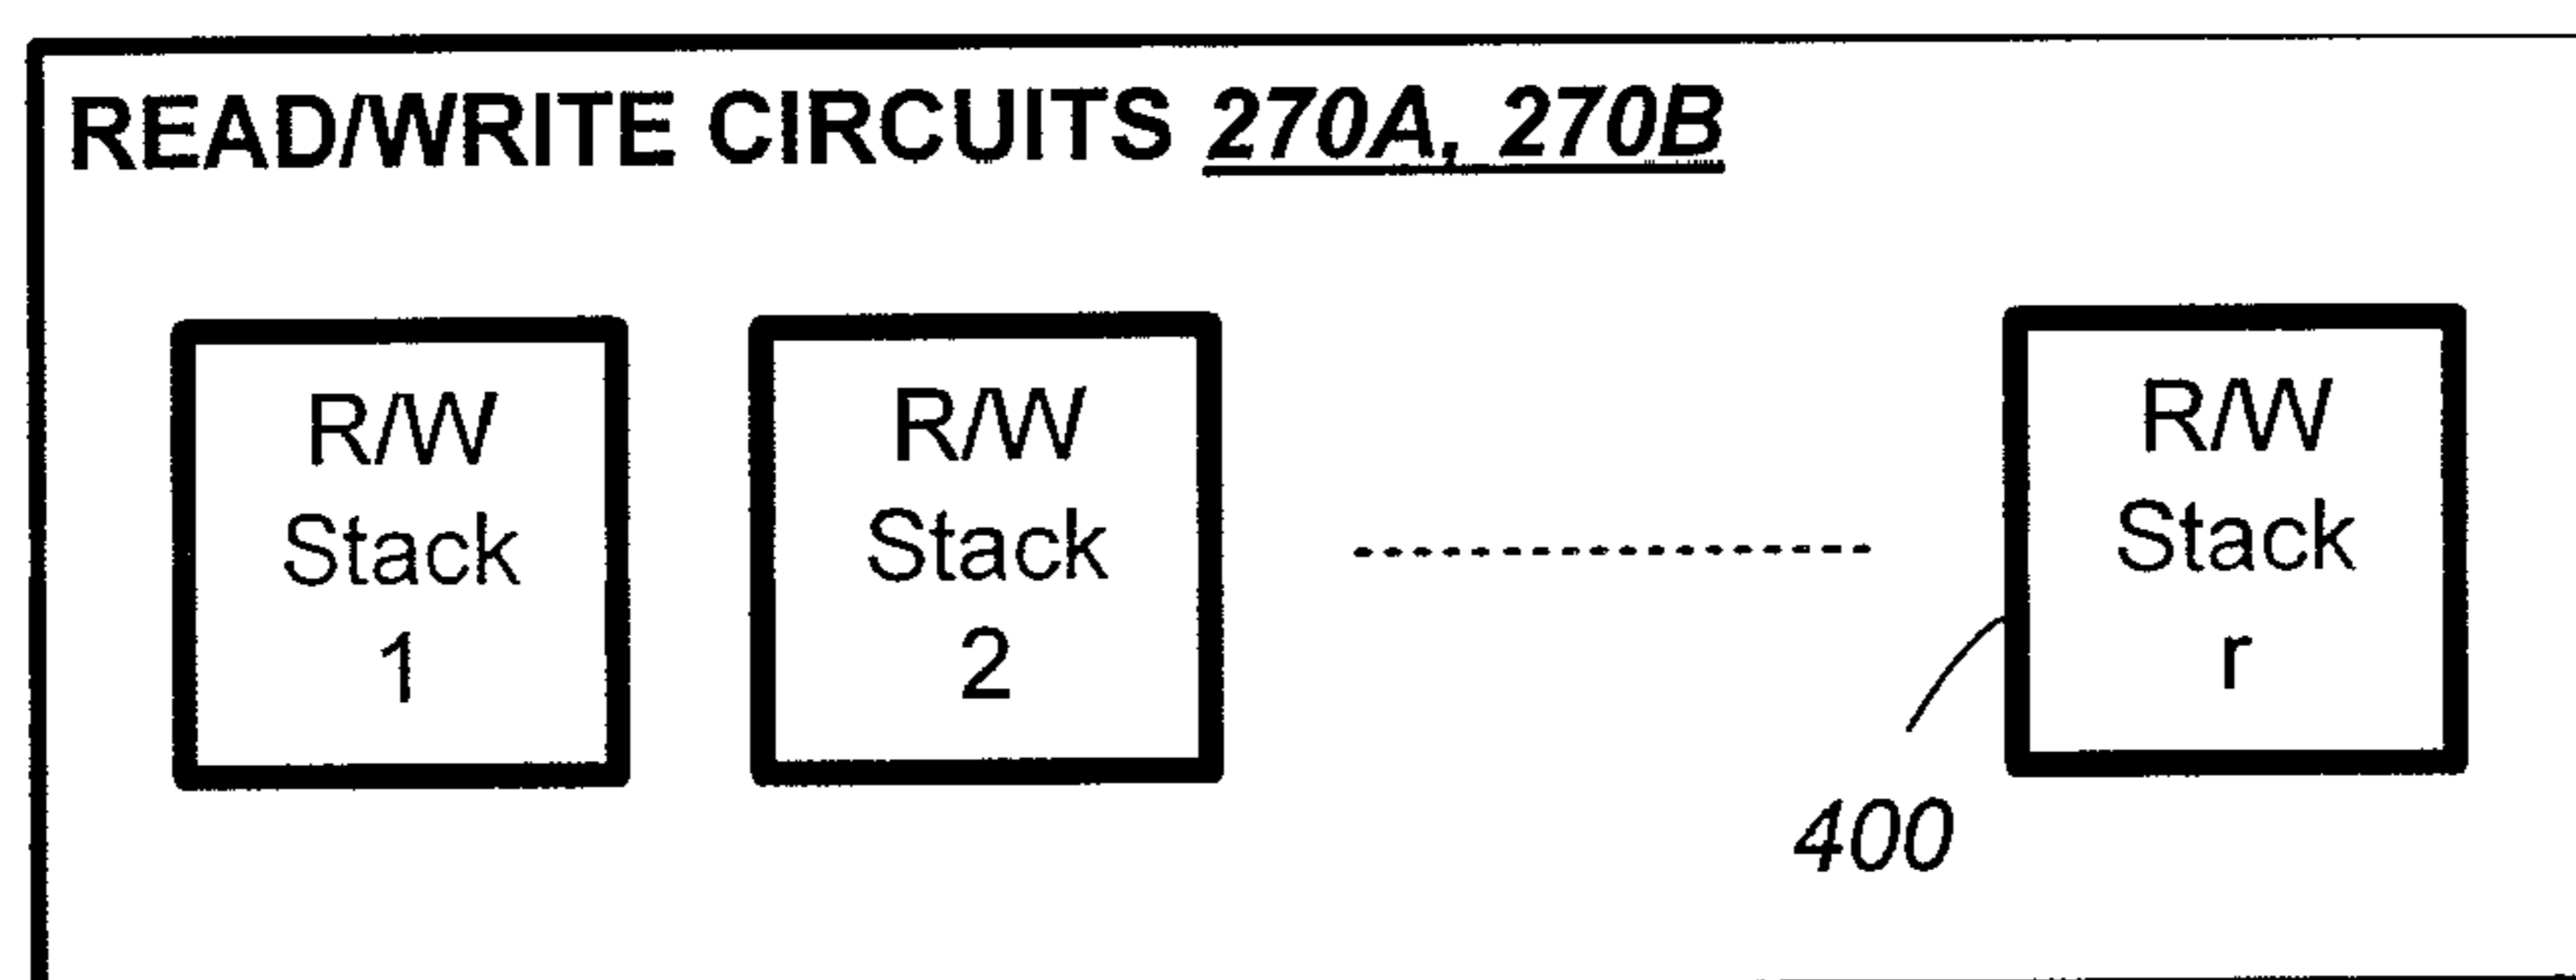 READ/WRITE CIRCUITS 270A, 270B
R/W
Stack
1
R/W
Stack
2
R/W
Stack
r
400